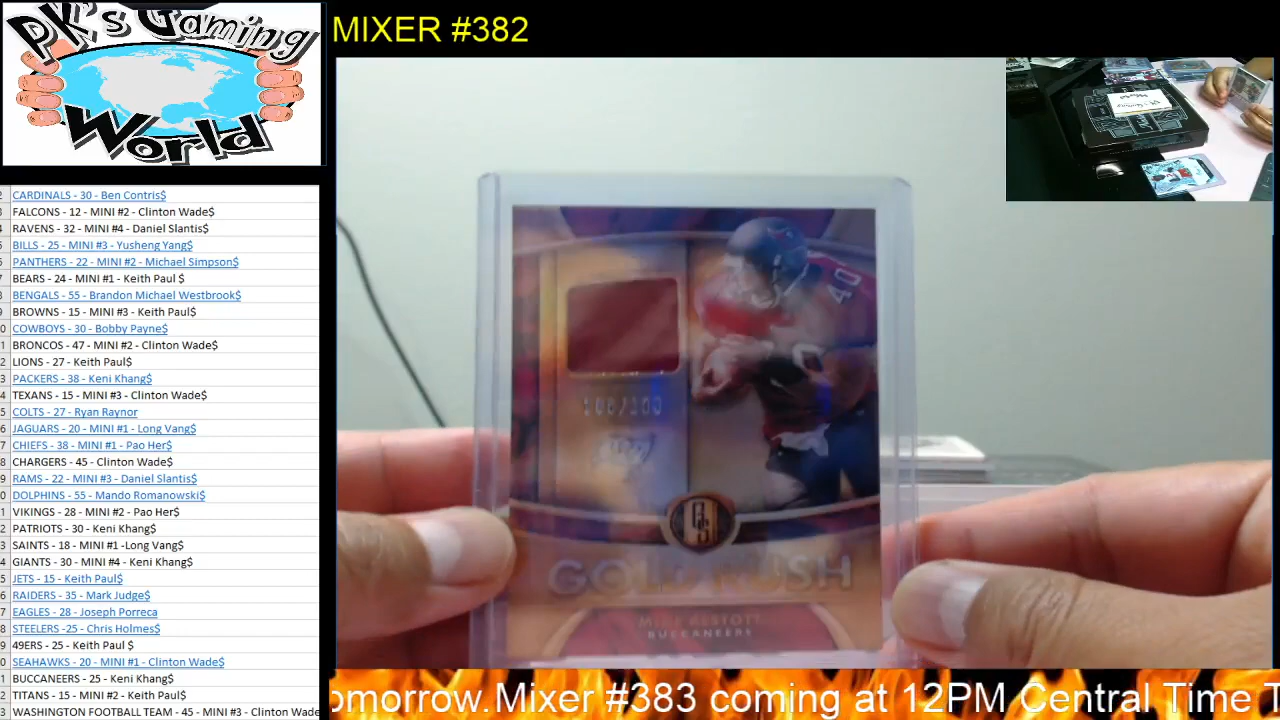 PK's Gaming
World
MIXER #382
CARDINALS - 30 - Ben Contris$
FALCONS - 12 - MINI #2 - Clinton Wade$
RAVENS - 32 - MINI #4 - Daniel Slantis$
BILLS - 25 - MINI #3 - Yusheng Yang$
PANTHERS - 22 - MINI #2 - Michael Simpson$
BEARS - 24 - MINI #1 - Keith Paul $
BENGALS - 55 - Brandon Michael Westbrook$
BROWNS - 15 - MINI #3 - Keith Paul$
COWBOYS - 30 - Bobby Payne$
BRONCOS - 47 - MINI #2 - Clinton Wade$
LIONS - 27 - Keith Paul$
PACKERS - 38 - Keni Khang$
TEXANS - 15 - MINI #3 - Clinton Wade$
COLTS - 27 - Ryan Raynor
JAGUARS - 20 - MINI #1 - Long Vang$
CHIEFS - 38 - MINI #1 - Pao Her$
CHARGERS - 45 - Clinton Wade$
RAMS - 22 - MINI #3 - Daniel Slantis$
DOLPHINS - 55 - Mando Romanowski$
VIKINGS - 28 - MINI #2 - Pao Her$
PATRIOTS - 30 - Keni Khang$
SAINTS - 18 - MINI #1 -Long Vang$
GIANTS - 30 - MINI #4 - Keni Khang$
JETS - 15 - Keith Paul$
RAIDERS - 35 - Mark Judge$
EAGLES - 28 - Joseph Porreca
STEELERS -25 - Chris Holmes$
49ERS - 25 - Keith Paul $
SEAHAWKS - 20 - MINI #1 - Clinton Wade$
BUCCANEERS - 25 - Keni Khang$
TITANS - 15 - MINI #2 - Keith Paul$
WASHINGTON FOOTBALL TEAM - 45 - MINI #3 - Clinton Wade
40
GS
GOLD RUSH
MIKE ALSTOTT
BUCCANEERS
omorrow.Mixer #383 coming at 12PM Central Time T